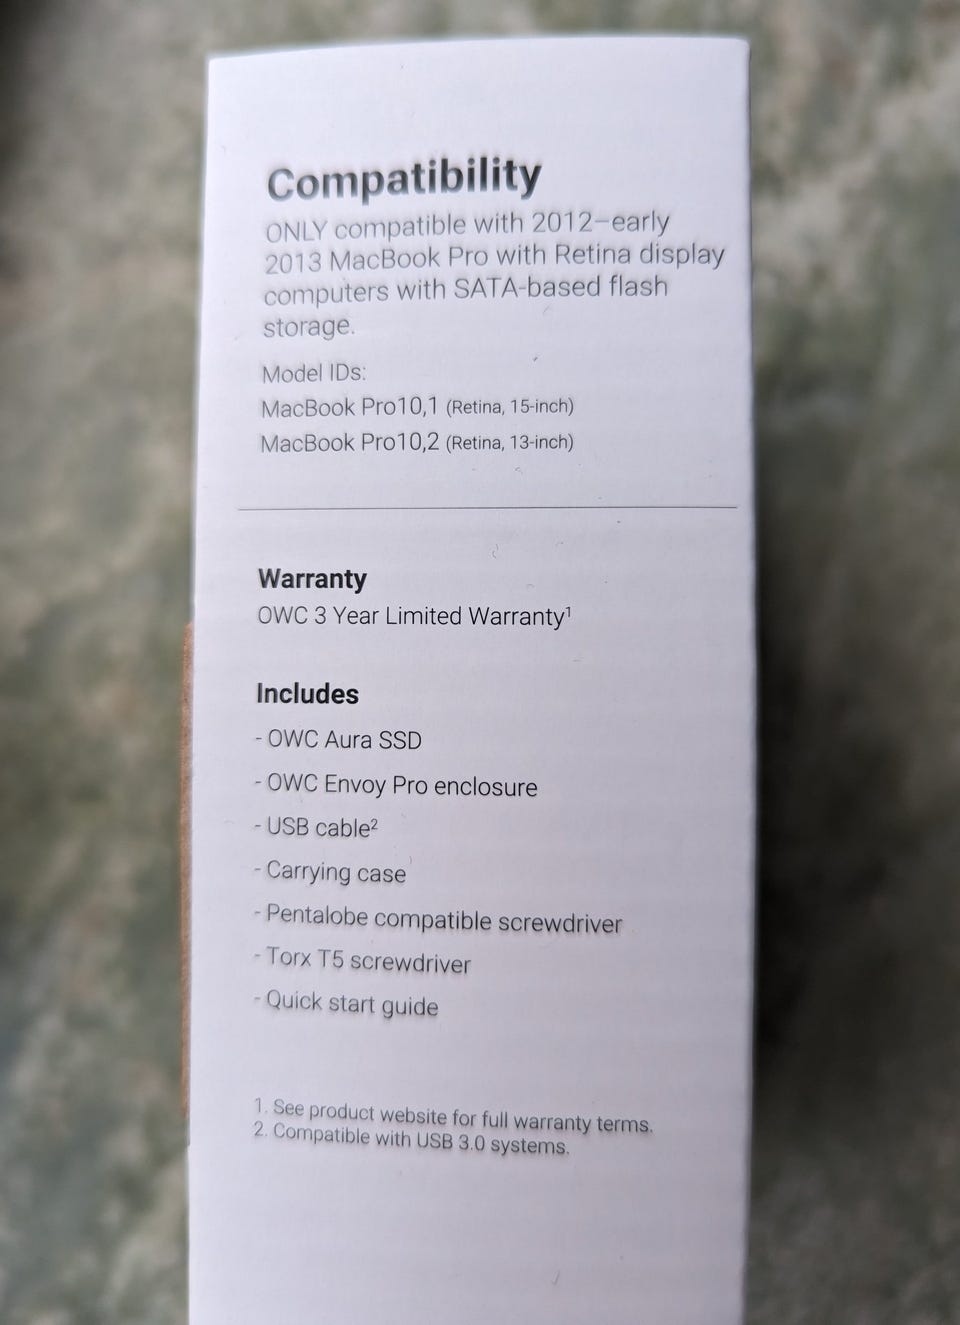 Compatibility
ONLY compatible with 2012–early
2013 MacBook Pro with Retina display
computers with SATA-based flash
storage.
Model IDs:
MacBook Pro10,1 (Retina, 15-inch)
MacBook Pro10,2 (Retina, 13-inch)
Warranty
OWC 3 Year Limited Warranty¹
Includes
- OWC Aura SSD
- OWC Envoy Pro enclosure
- USB cable²
- Carrying case
- Pentalobe compatible screwdriver
- Torx T5 screwdriver
- Quick start guide
1. See product website for full warranty terms.
2. Compatible with USB 3.0 systems.